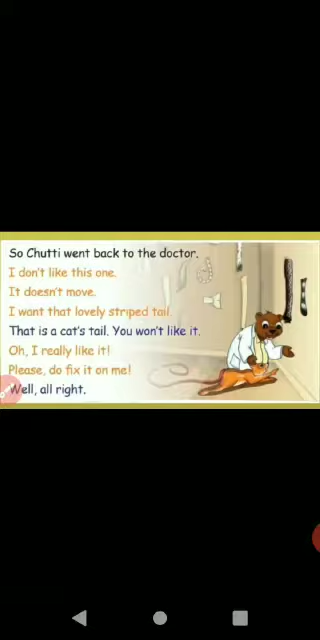 So Chutti went back to the doctor.
I don't like this one.
It doesn't move.
I want that lovely striped tail.
That is a cat's tail. You won't like it.
Oh, I really like it!
Please, do fix it on me!
Well, all right.